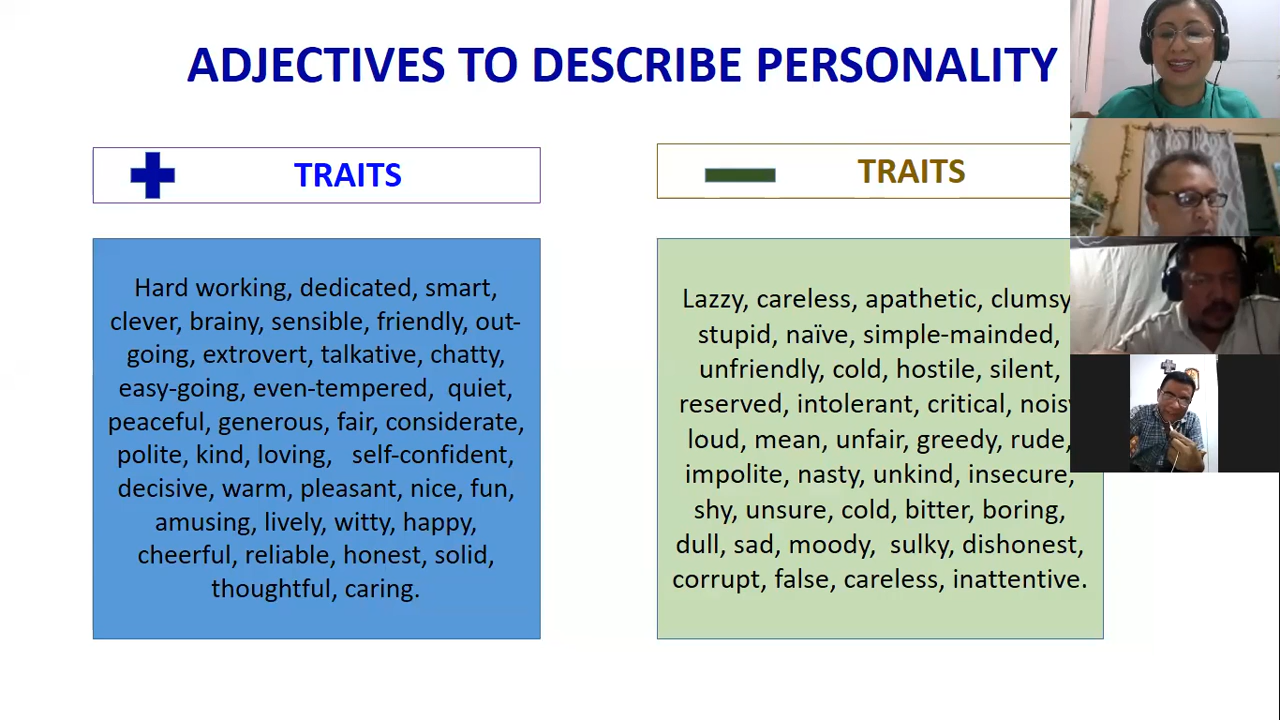 ADJECTIVES TO DESCRIBE PERSONALITY
TRAITS
Hard working, dedicated, smart,
clever, brainy, sensible, friendly, out-
going, extrovert, talkative, chatty,
easy-going, even-tempered, quiet,
peaceful, generous, fair, considerate,
polite, kind, loving, self-confident,
decisive, warm, pleasant, nice, fun,
amusing, lively, witty, happy,
cheerful, reliable, honest, solid,
thoughtful, caring.
TRAITS
Lazzy, careless, apathetic, clumsy
stupid, naïve, simple-mainded,
unfriendly, cold, hostile, silent,
reserved, intolerant, critical, noisy
loud, mean, unfair, greedy, rude,
impolite, nasty, unkind, insecure,
shy, unsure, cold, bitter, boring,
dull, sad, moody, sulky, dishonest,
corrupt, false, careless, inattentive.